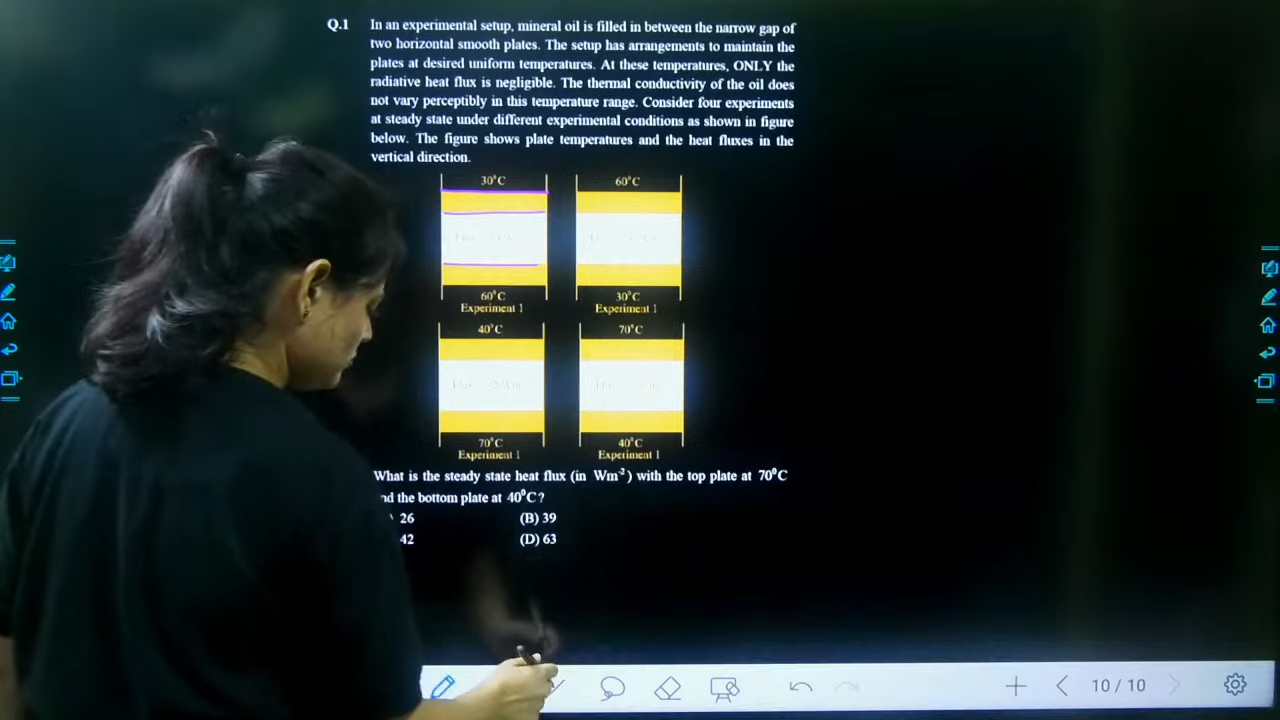 Q.1 In an experimental setup, mineral oil is filled in between the narrow gap of
two horizontal smooth plates. The setup has arrangements to maintain the
plates at desired uniform temperatures. At these temperatures, ONLY the
radiative heat flux is negligible. The thermal conductivity of the oil does
not vary perceptibly in this temperature range. Consider four experiments
at steady state under different experimental conditions as shown in figure
below. The figure shows plate temperatures and the heat fluxes in the
vertical direction.
30°C 60°C
60°C 30°C
Experiment 1 Experiment 1
40°C 70°C
70°C 40°C
Experiment 1 Experiment 1
What is the steady state heat flux (in Wm⁻²) with the top plate at 70°C
nd the bottom plate at 40°C?
26 (B) 39
42 (D) 63
10 / 10